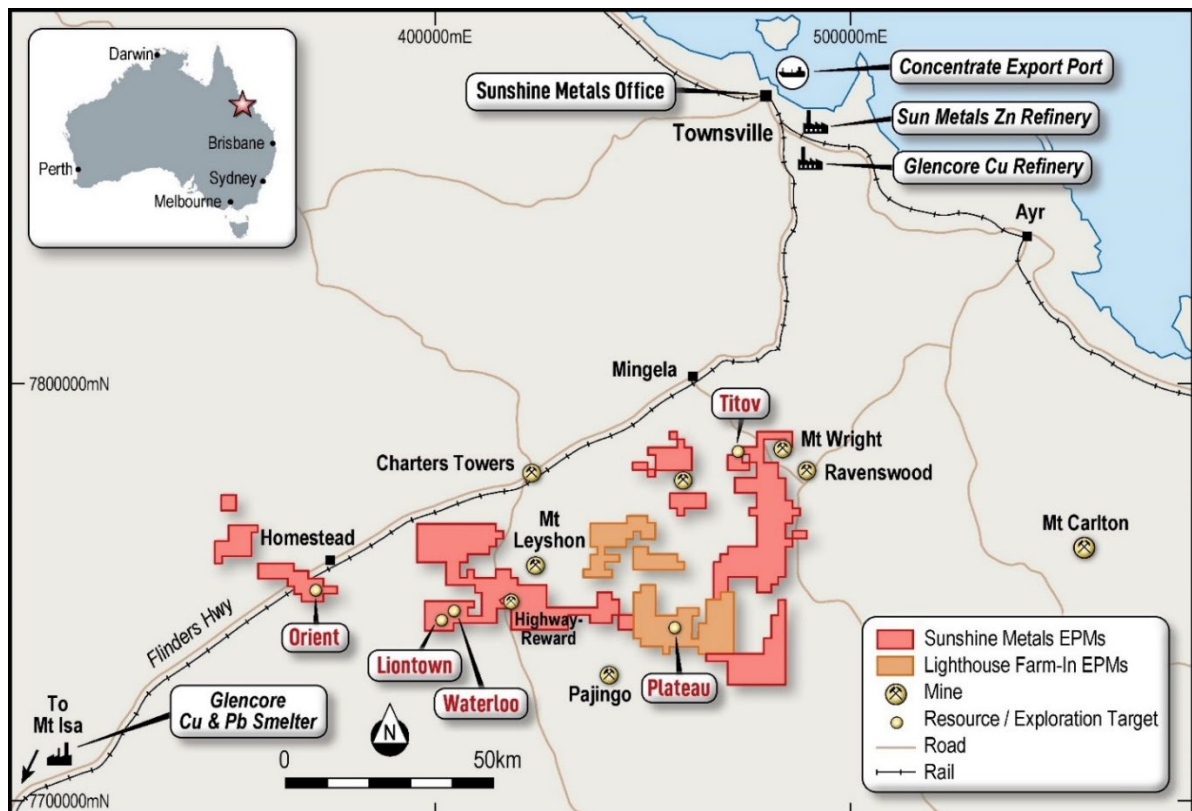 400000mE
500000mE
Darwin
Brisbane
Perth
Sydney
Melbourne
Sunshine Metals Office
Concentrate Export Port
Townsville
Sun Metals Zn Refinery
Glencore Cu Refinery
Ayr
7800000mN
Mingela
Titov
Mt Wright
Charters Towers
Ravenswood
Mt
Leyshon
Mt Carlton
Homestead
Flinders Hwy
Orient
Highway-
Reward
Liontown
Waterloo
Pajingo
Plateau
To
Mt Isa
Glencore
Cu & Pb Smelter
N
0
50km
7700000mN
Sunshine Metals EPMs
Lighthouse Farm-In EPMs
Mine
Resource / Exploration Target
Road
Rail